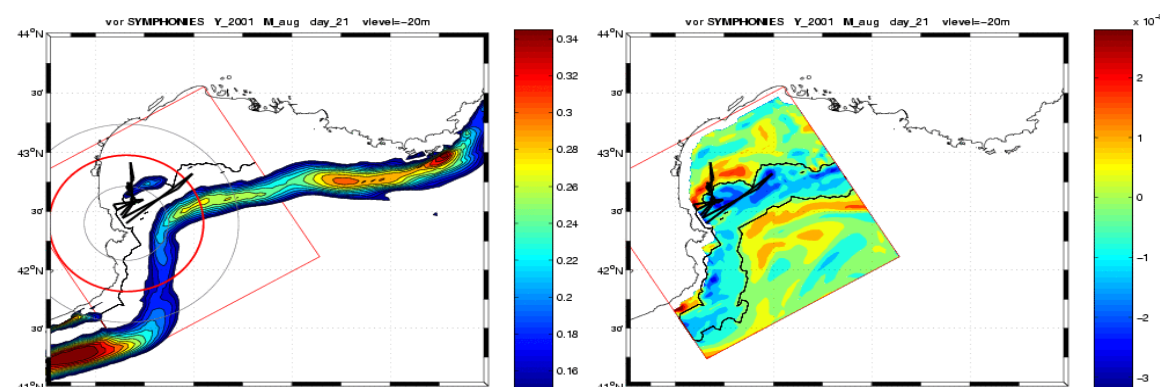 vor SYMPHONIES Y_2001 M_aug day_21 vlevel=-20m
44°N
30'
43°N
30'
42°N
30'
41°N
0.34
0.32
0.3
0.28
0.26
0.24
0.22
0.2
0.18
0.16
vor SYMPHONIES Y_2001 M_aug day_21 vlevel=-20m
44°N
30'
43°N
30'
42°N
30'
41°N
2
1
0
-1
-2
-3